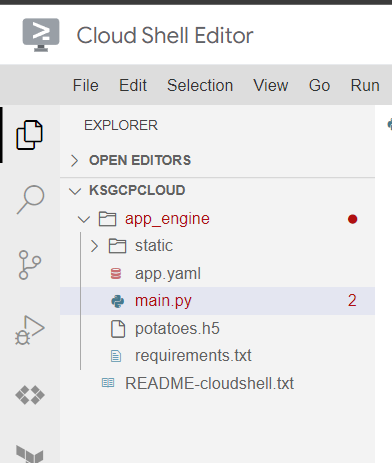 Cloud Shell Editor
File Edit Selection View Go Run
EXPLORER
OPEN EDITORS
KSGCPCLOUD
app_engine
static
app.yaml
main.py 2
potatoes.h5
requirements.txt
README-cloudshell.txt